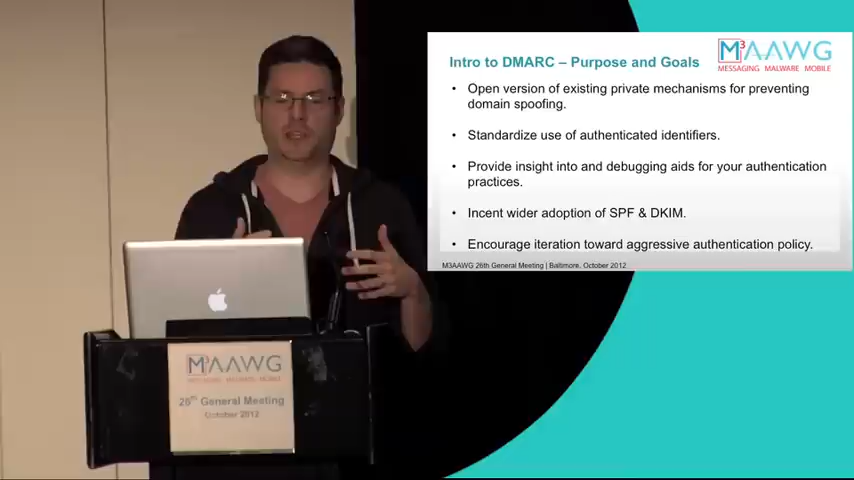 Intro to DMARC – Purpose and Goals
M3AAWG
MESSAGING MALWARE MOBILE
• Open version of existing private mechanisms for preventing
domain spoofing.
• Standardize use of authenticated identifiers.
• Provide insight into and debugging aids for your authentication
practices.
• Incent wider adoption of SPF & DKIM.
• Encourage iteration toward aggressive authentication policy.
M3AAWG 26th General Meeting | Baltimore, October 2012
M3AAWG
MESSAGING MALWARE MOBILE
26th General Meeting
October 2012